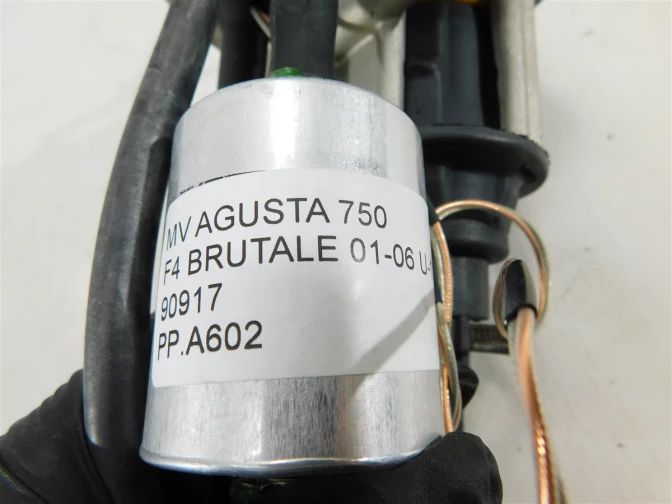 MV AGUSTA 750
F4 BRUTALE 01-06 U-
90917
PP.A602